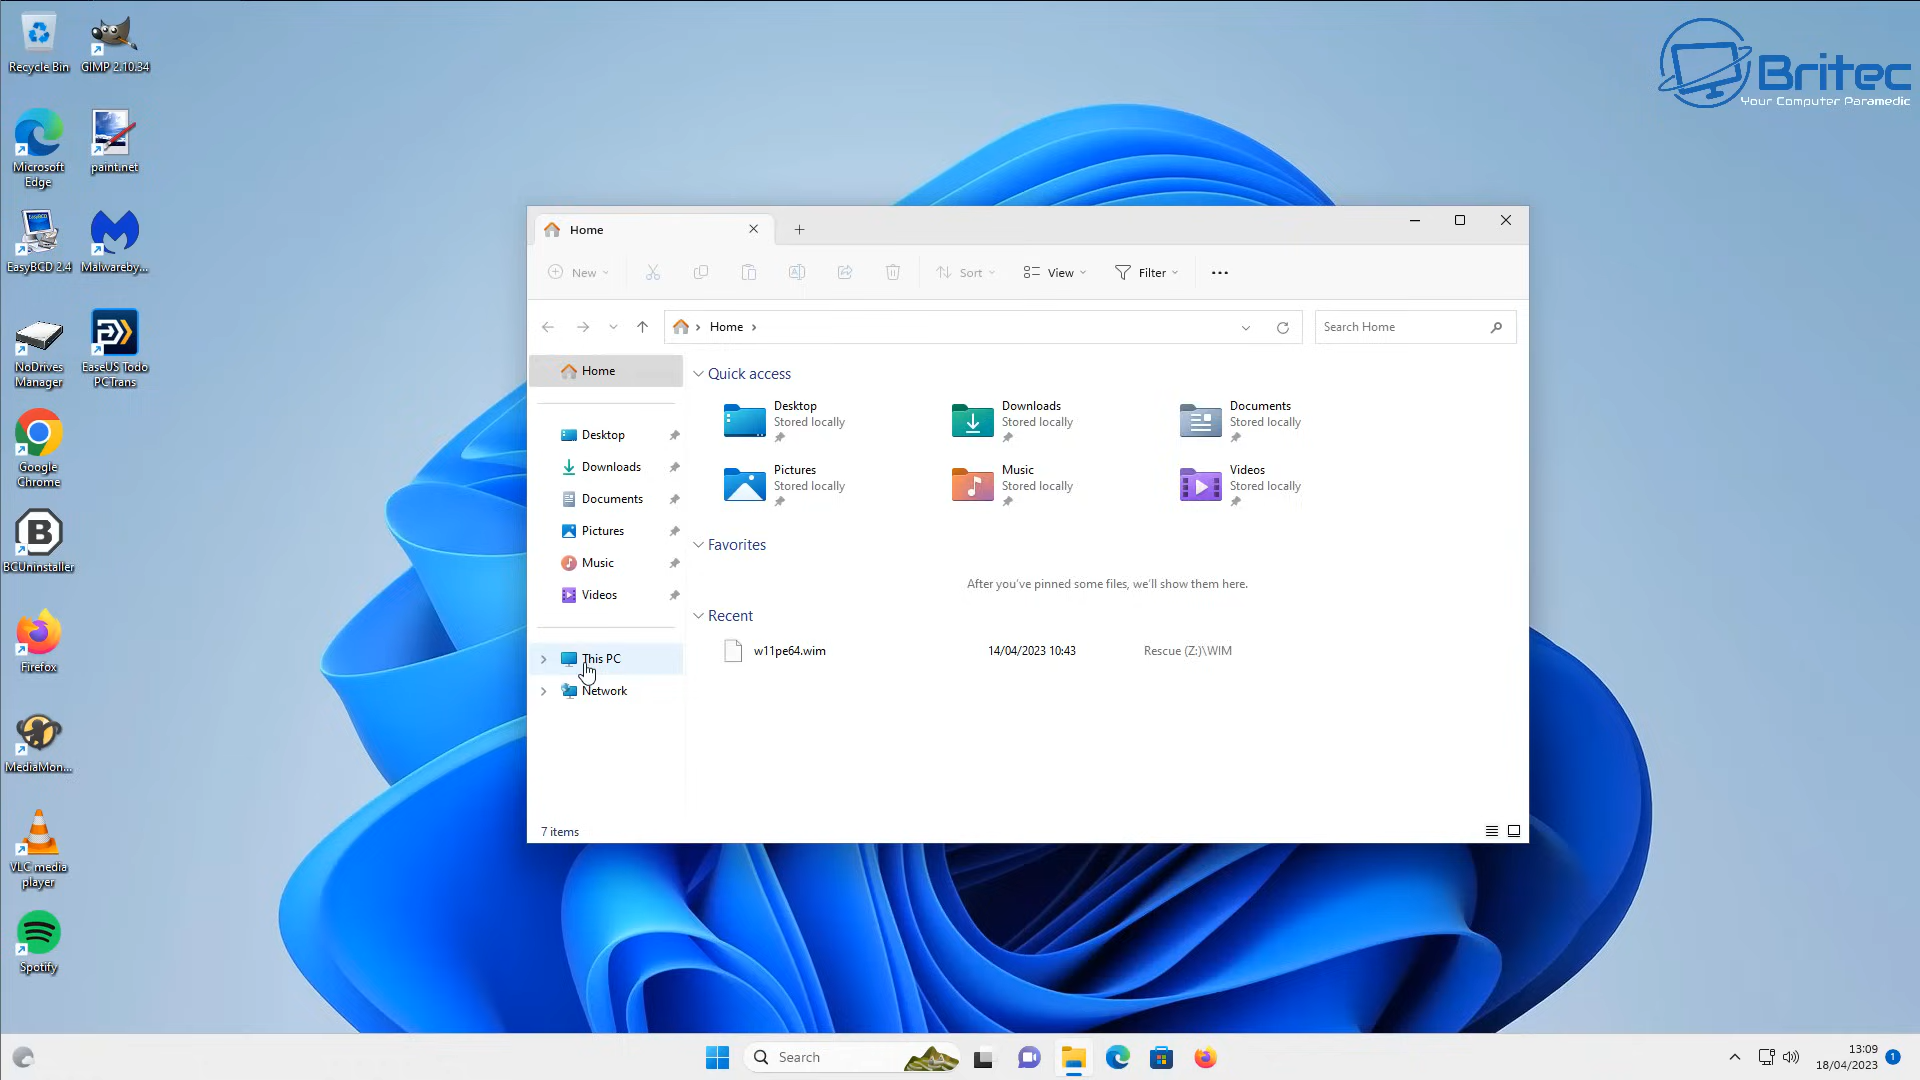 Recycle Bin
GIMP 2.10.34
Microsoft
Edge
paint.net
EasyBCD 2.4
Malwareby...
NoDrives
Manager
EaseUS Todo
PCTrans
Google
Chrome
BCUninstaller
Firefox
MediaMon...
VLC media
player
Spotify
Britec
Your Computer Paramedic
Home
New
Sort
View
Filter
Home
Search Home
Home
Desktop
Downloads
Documents
Pictures
Music
Videos
This PC
Network
Quick access
Desktop
Stored locally
Downloads
Stored locally
Documents
Stored locally
Pictures
Stored locally
Music
Stored locally
Videos
Stored locally
Favorites
After you've pinned some files, we'll show them here.
Recent
w11pe64.wim 14/04/2023 10:43 Rescue (Z:)\WIM
7 items
Search
13:09
18/04/2023
1